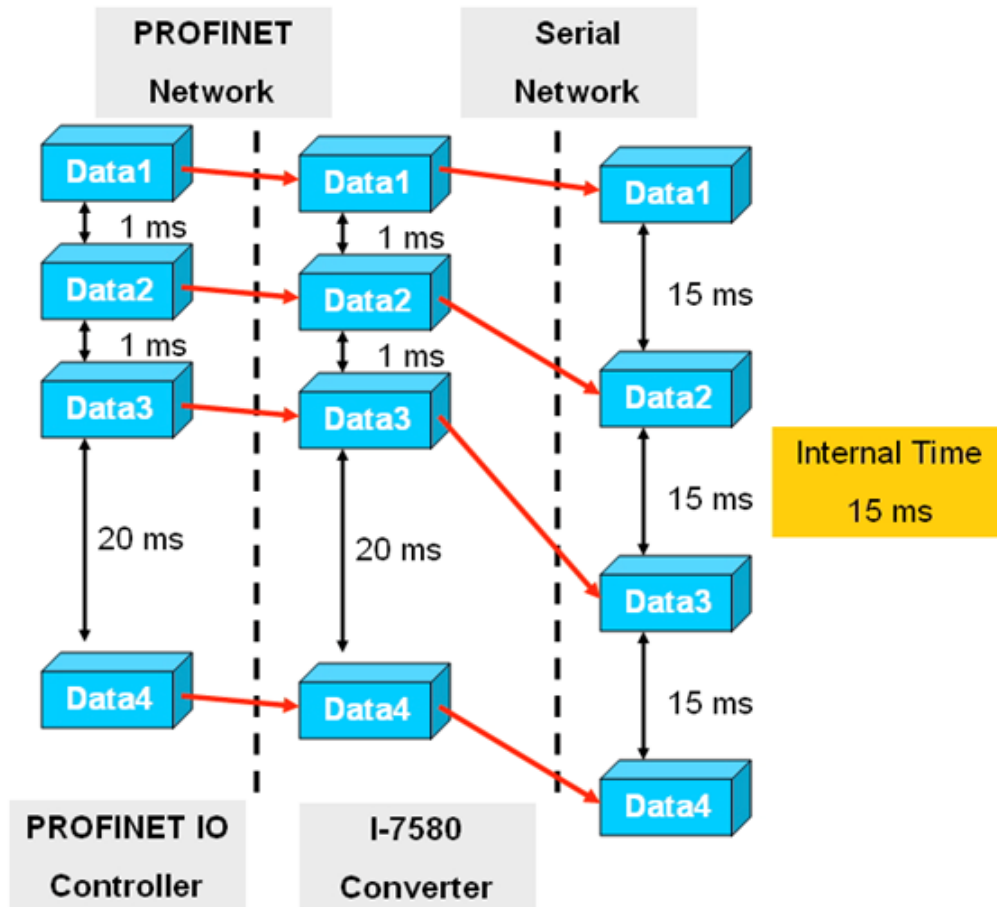 PROFINET
Network
Serial
Network
Data1
Data1
Data1
1 ms
1 ms
Data2
Data2
15 ms
1 ms
1 ms
Data3
Data3
Data2
20 ms
20 ms
15 ms
Internal Time
15 ms
Data3
Data4
Data4
15 ms
Data4
PROFINET IO
Controller
I-7580
Converter